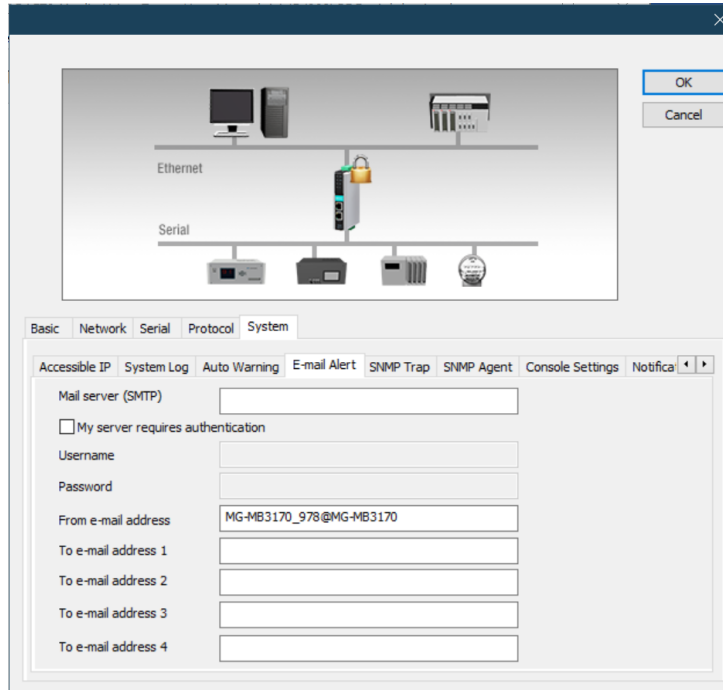 OK
Cancel
Ethernet
Serial
Basic Network Serial Protocol System
Accessible IP System Log Auto Warning E-mail Alert SNMP Trap SNMP Agent Console Settings Notifica
Mail server (SMTP)
My server requires authentication
Username
Password
From e-mail address MG-MB3170_978@MG-MB3170
To e-mail address 1
To e-mail address 2
To e-mail address 3
To e-mail address 4